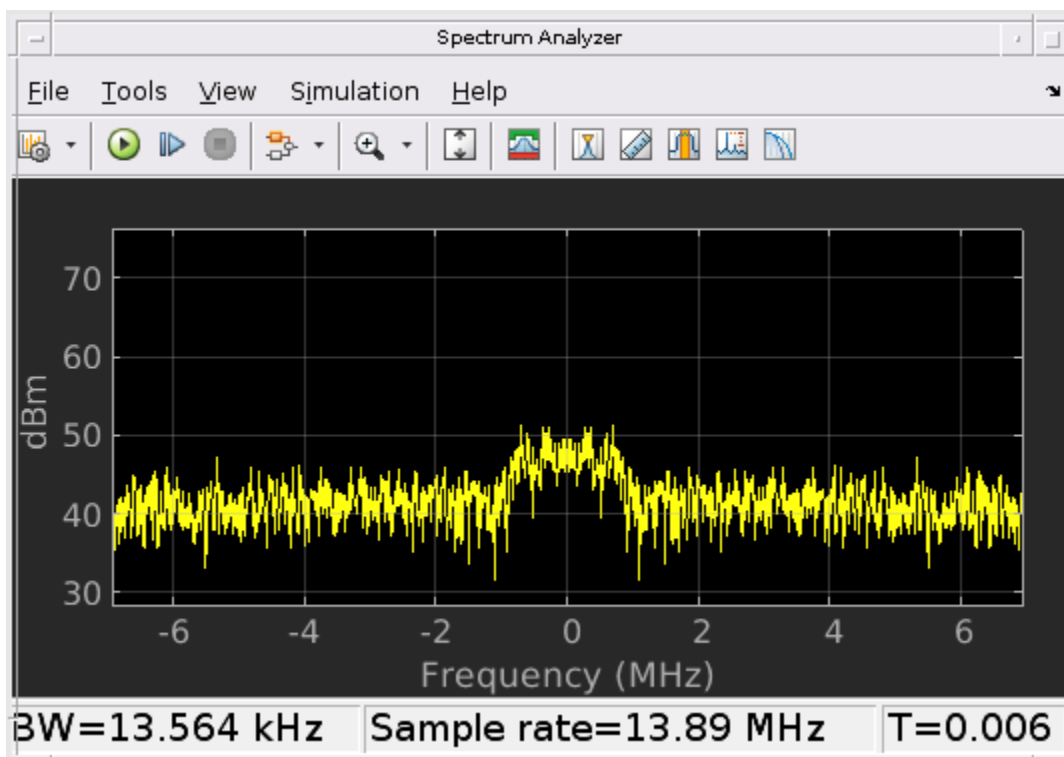 Spectrum Analyzer
File Tools View Simulation Help
70
60
50
40
30
dBm
-6 -4 -2 0 2 4 6
Frequency (MHz)
BW=13.564 kHz Sample rate=13.89 MHz T=0.006